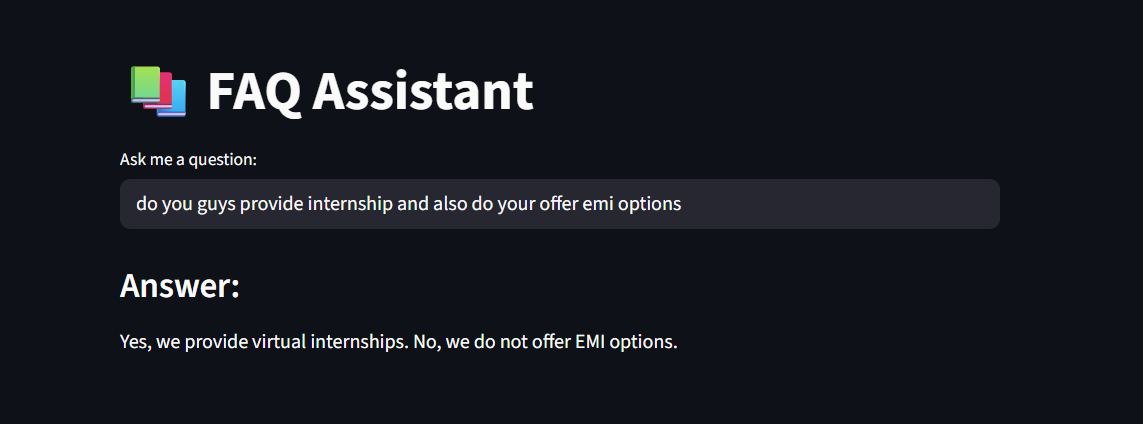 FAQ Assistant
Ask me a question:
do you guys provide internship and also do your offer emi options
Answer:
Yes, we provide virtual internships. No, we do not offer EMI options.